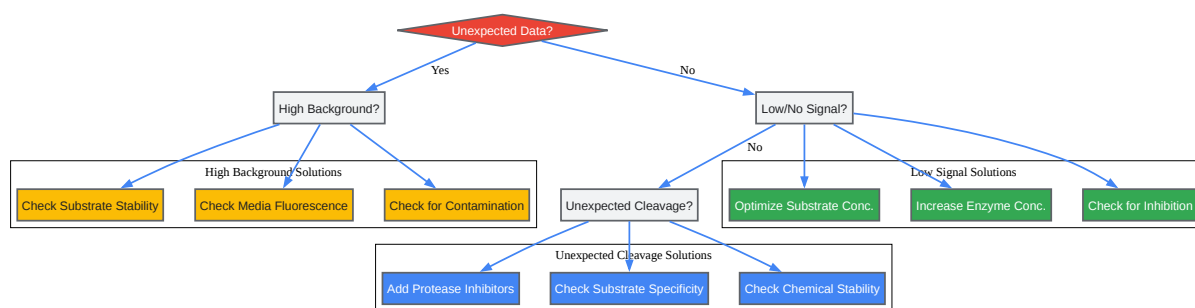 Unexpected Data?
Yes
No
High Background?
Low/No Signal?
No
High Background Solutions
Low Signal Solutions
Check Substrate Stability
Check Media Fluorescence
Check for Contamination
Unexpected Cleavage?
Optimize Substrate Conc.
Increase Enzyme Conc.
Check for Inhibition
Unexpected Cleavage Solutions
Add Protease Inhibitors
Check Substrate Specificity
Check Chemical Stability